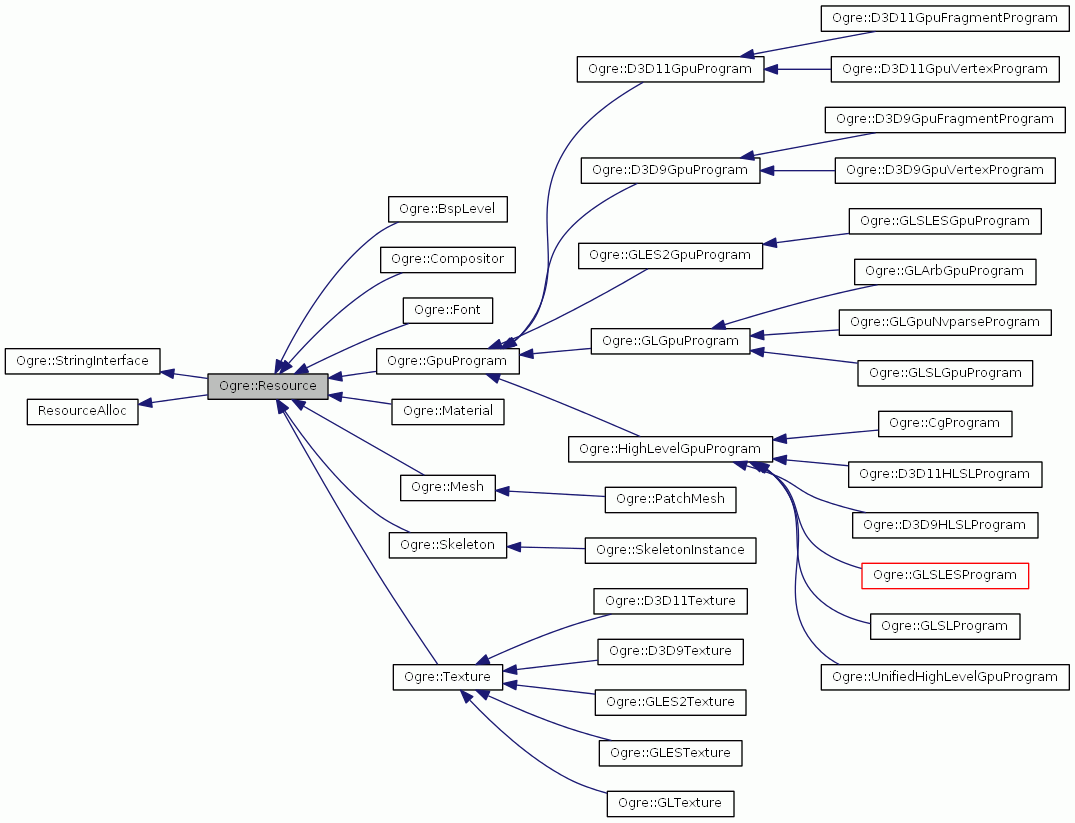 Ogre::D3D11GpuFragmentProgram
Ogre::D3D11GpuProgram
Ogre::D3D11GpuVertexProgram
Ogre::D3D9GpuFragmentProgram
Ogre::D3D9GpuProgram
Ogre::D3D9GpuVertexProgram
Ogre::BspLevel
Ogre::GLSLESGpuProgram
Ogre::GLES2GpuProgram
Ogre::Compositor
Ogre::GLArbGpuProgram
Ogre::Font
Ogre::GLGpuNvparseProgram
Ogre::GLGpuProgram
Ogre::StringInterface
Ogre::GpuProgram
Ogre::GLSLGpuProgram
Ogre::Resource
ResourceAlloc
Ogre::Material
Ogre::CgProgram
Ogre::HighLevelGpuProgram
Ogre::D3D11HLSLProgram
Ogre::Mesh
Ogre::PatchMesh
Ogre::D3D9HLSLProgram
Ogre::Skeleton
Ogre::SkeletonInstance
Ogre::GLSLESProgram
Ogre::D3D11Texture
Ogre::GLSLProgram
Ogre::D3D9Texture
Ogre::Texture
Ogre::UnifiedHighLevelGpuProgram
Ogre::GLES2Texture
Ogre::GLESTexture
Ogre::GLTexture